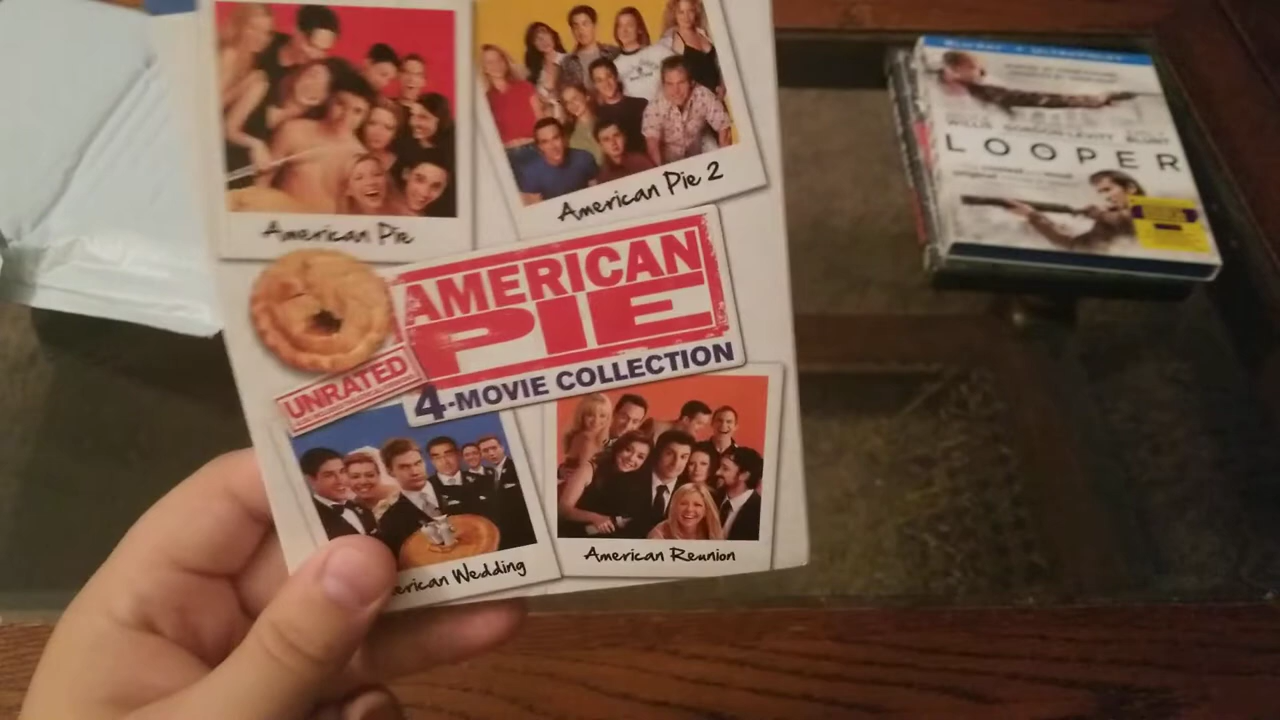 American Pie
American Pie 2
AMERICAN
PIE
UNRATED
4-MOVIE COLLECTION
erican Wedding
American Reunion
LOOPER